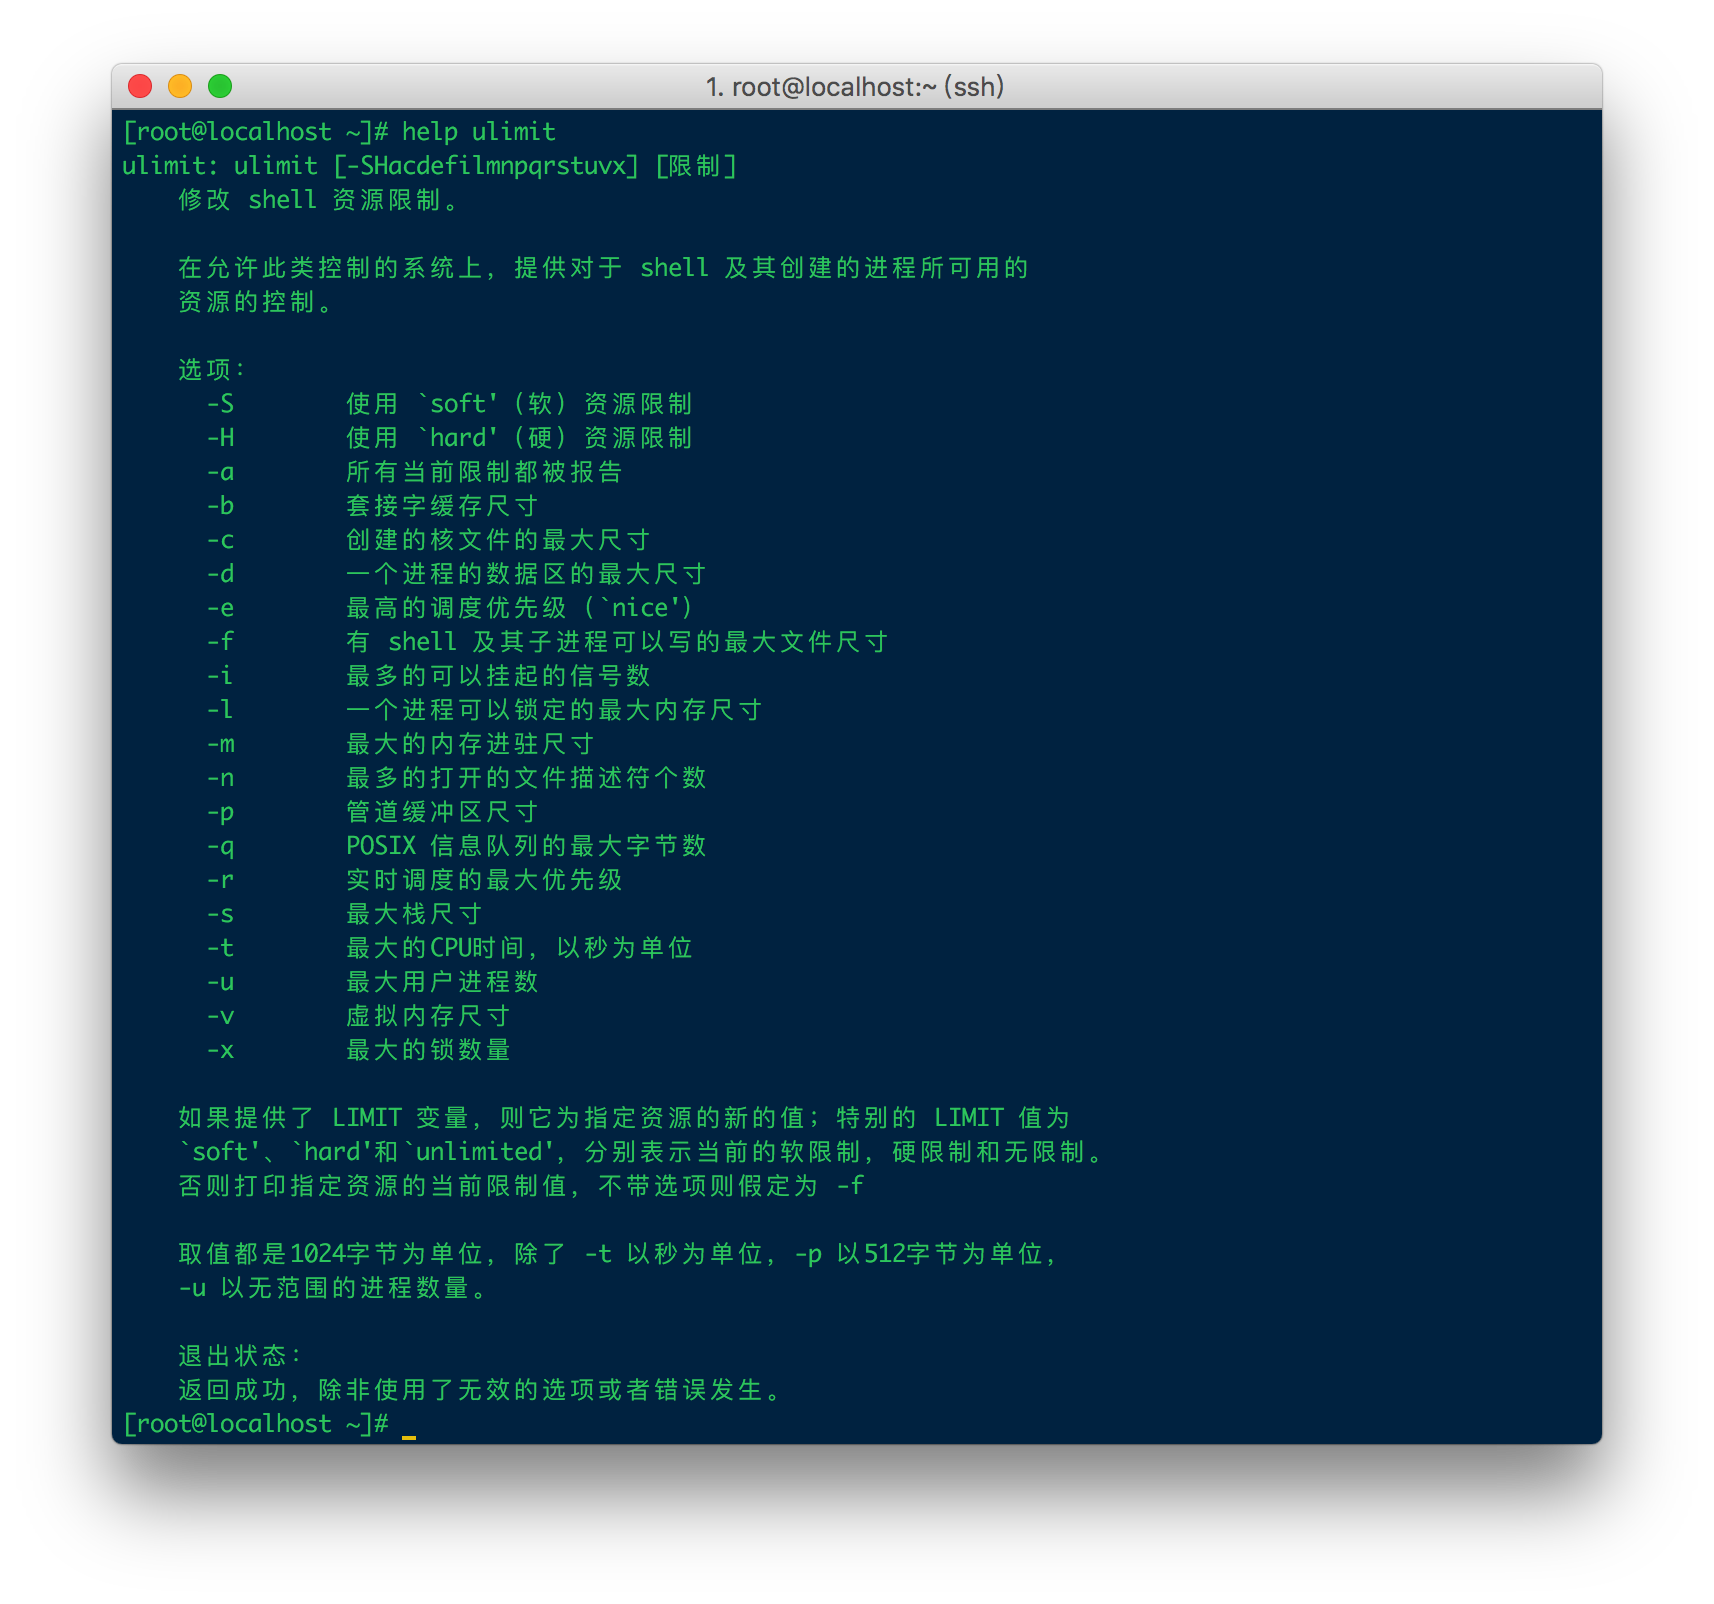 1. root@localhost:~ (ssh)
[root@localhost ~]# help ulimit
ulimit: ulimit [-SHacdefilmnpqrstuvx] [限制]
修改 shell 资源限制。
在允许此类控制的系统上，提供对于 shell 及其创建的进程所可用的
资源的控制。
选项：
-S 使用 `soft'（软）资源限制
-H 使用 `hard'（硬）资源限制
-a 所有当前限制都被报告
-b 套接字缓存尺寸
-c 创建的核文件的最大尺寸
-d 一个进程的数据区的最大尺寸
-e 最高的调度优先级（`nice'）
-f 有 shell 及其子进程可以写的最大文件尺寸
-i 最多的可以挂起的信号数
-l 一个进程可以锁定的最大内存尺寸
-m 最大的内存进驻尺寸
-n 最多的打开的文件描述符个数
-p 管道缓冲区尺寸
-q POSIX 信息队列的最大字节数
-r 实时调度的最大优先级
-s 最大栈尺寸
-t 最大的CPU时间，以秒为单位
-u 最大用户进程数
-v 虚拟内存尺寸
-x 最大的锁数量
如果提供了 LIMIT 变量，则它为指定资源的新的值；特别的 LIMIT 值为
`soft'、`hard'和`unlimited'，分别表示当前的软限制，硬限制和无限制。
否则打印指定资源的当前限制值，不带选项则假定为 -f
取值都是1024字节为单位，除了 -t 以秒为单位，-p 以512字节为单位，
-u 以无范围的进程数量。
退出状态：
返回成功，除非使用了无效的选项或者错误发生。
[root@localhost ~]#